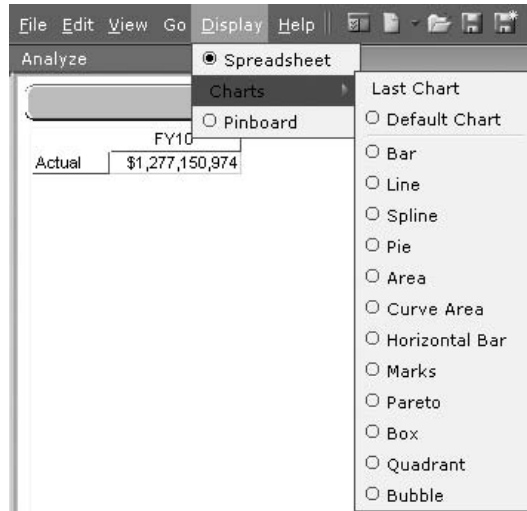 File Edit View Go Display Help
Analyze
Spreadsheet
Charts
Pinboard
Last Chart
Default Chart
Bar
Line
Spline
Pie
Area
Curve Area
Horizontal Bar
Marks
Pareto
Box
Quadrant
Bubble
FY10
Actual $1,277,150,974